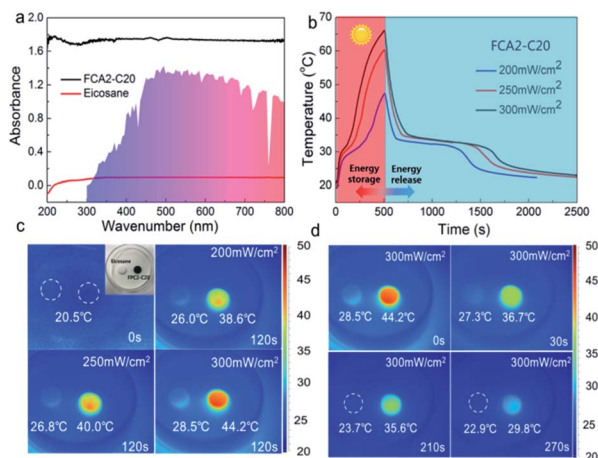 a
Absorbance
1.8
1.2
0.6
0.0
FCA2-C20
Eicosane
200 300 400 500 600 700 800
Wavenumber (nm)
b
Temperature (°C)
70
60
50
40
30
20
FCA2-C20
200mW/cm2
250mW/cm2
300mW/cm2
Energy storage
Energy release
0 500 1000 1500 2000 2500
Time (s)
c
Eicosane
FPC2-C20
20.5℃
0s
200mW/cm2
26.0℃ 38.6℃
120s
250mW/cm2
26.8℃ 40.0℃
120s
300mW/cm2
28.5℃ 44.2℃
120s
50
45
40
35
30
25
20
d
300mW/cm2
28.5℃ 44.2℃
0s
300mW/cm2
27.3℃ 36.7℃
30s
300mW/cm2
23.7℃ 35.6℃
210s
300mW/cm2
22.9℃ 29.8℃
270s
50
45
40
35
30
25
20